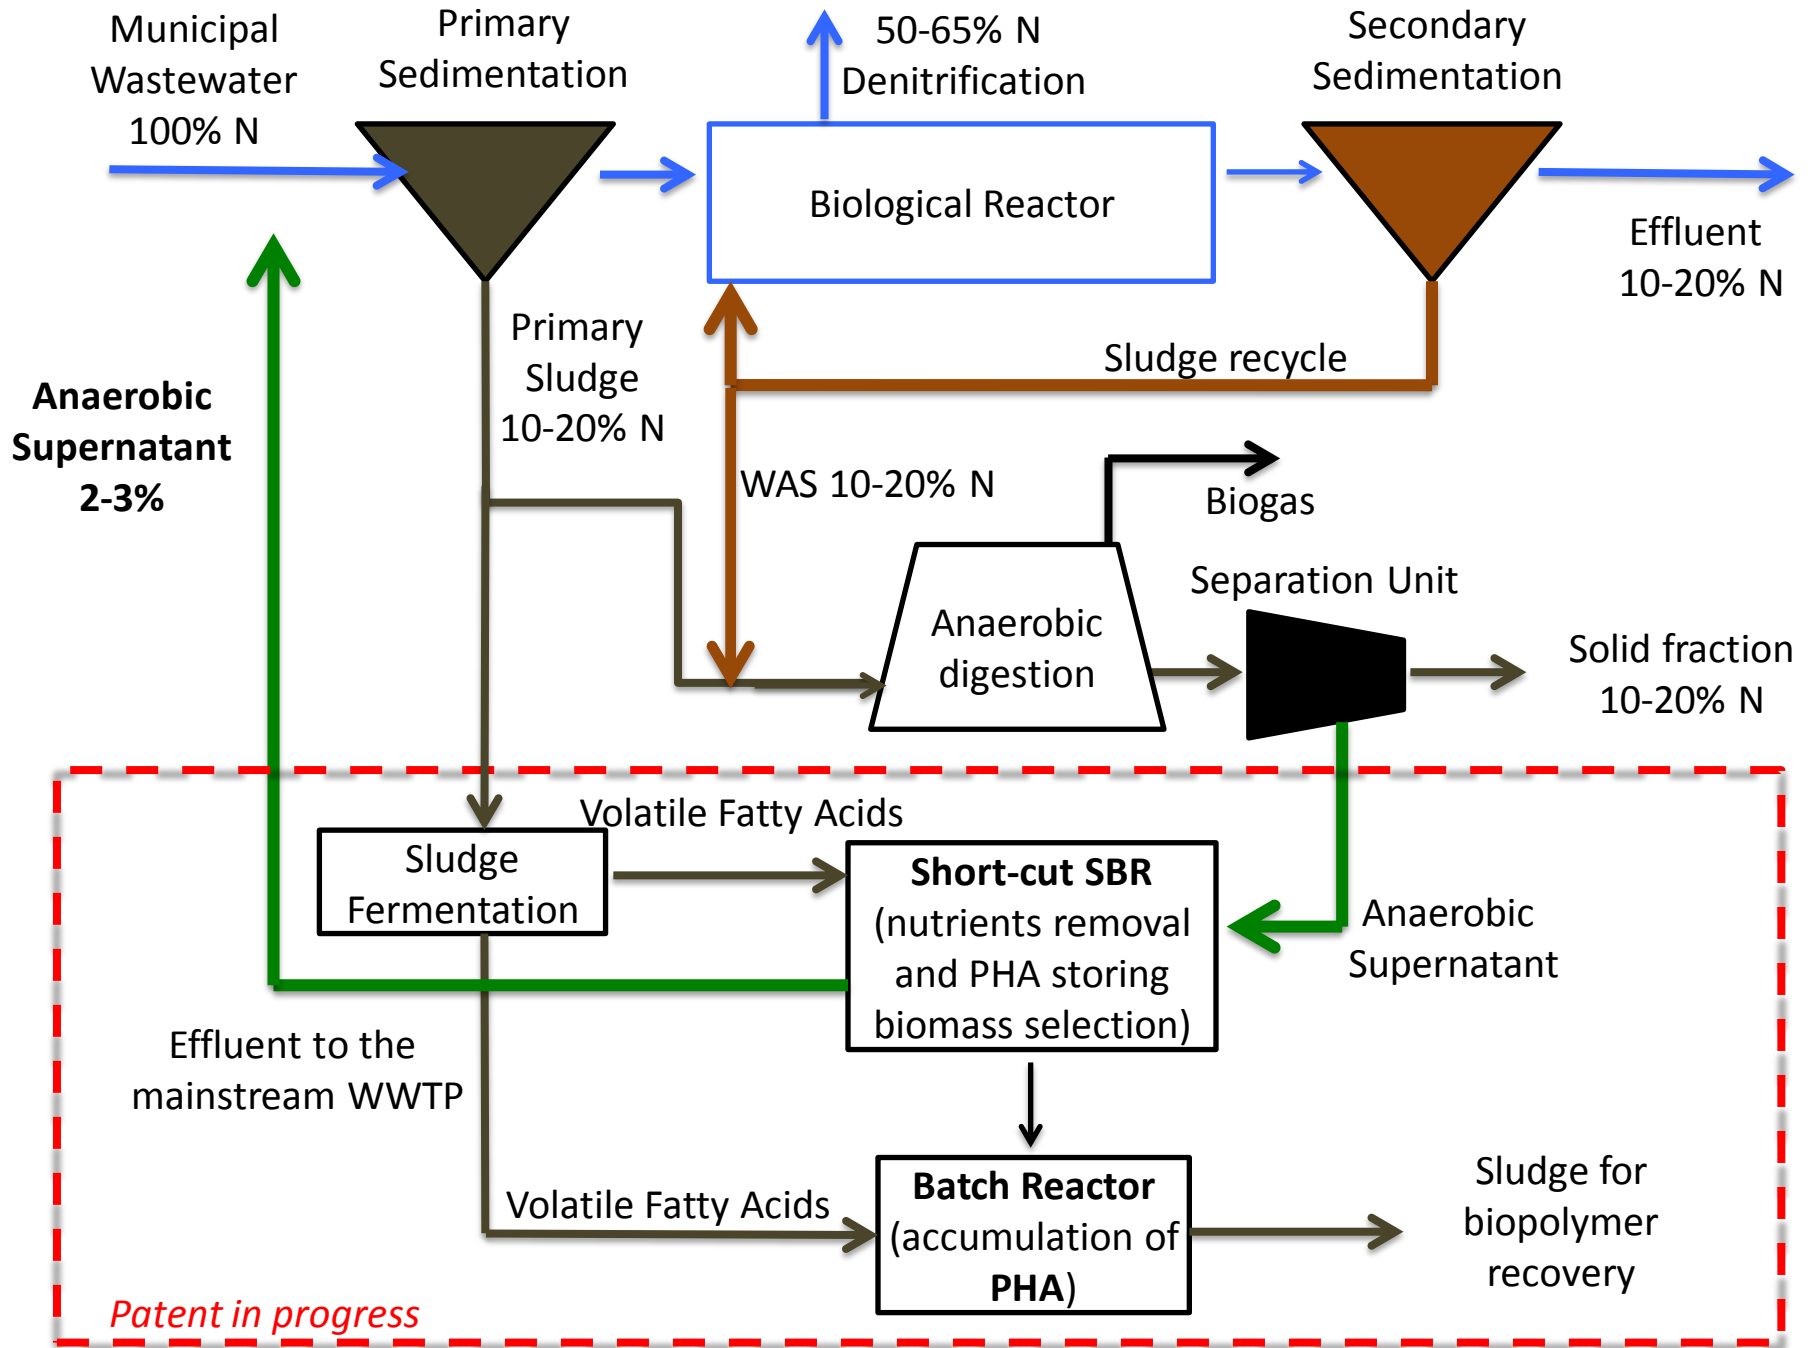 Municipal
Wastewater
100% N
Primary
Sedimentation
50-65% N
Denitrification
Secondary
Sedimentation
Biological Reactor
Effluent
10-20% N
Primary
Sludge
10-20% N
Sludge recycle
Anaerobic
Supernatant
2-3%
WAS 10-20% N
Biogas
Separation Unit
Anaerobic
digestion
Solid fraction
10-20% N
Volatile Fatty Acids
Sludge
Fermentation
Short-cut SBR
(nutrients removal
and PHA storing
biomass selection)
Anaerobic
Supernatant
Effluent to the
mainstream WWTP
Volatile Fatty Acids
Batch Reactor
(accumulation of
PHA)
Sludge for
biopolymer
recovery
Patent in progress